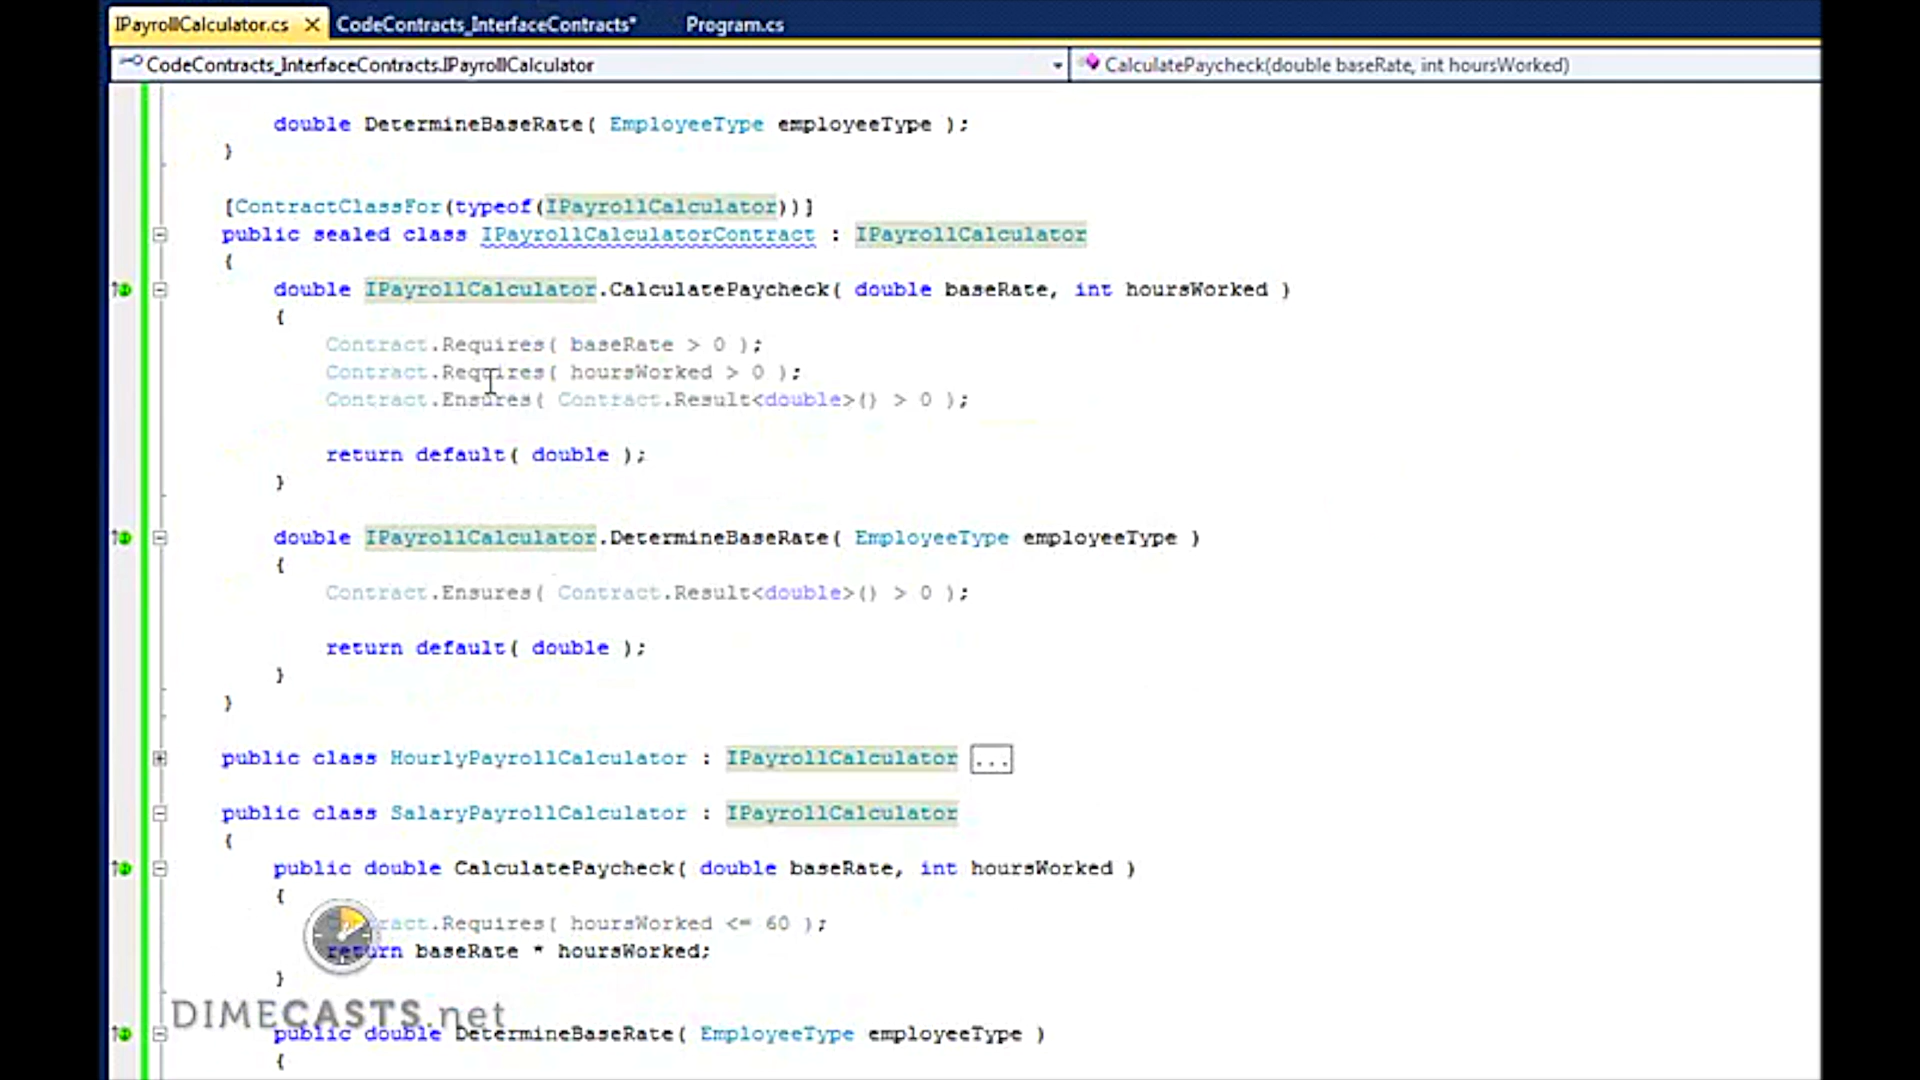 IPayrollCalculator.cs CodeContracts_InterfaceContracts* Program.cs
CodeContracts_InterfaceContracts.IPayrollCalculator CalculatePaycheck(double baseRate, int hoursWorked)
double DetermineBaseRate( EmployeeType employeeType );
}
[ContractClassFor(typeof(IPayrollCalculator))]
public sealed class IPayrollCalculatorContract : IPayrollCalculator
{
double IPayrollCalculator.CalculatePaycheck( double baseRate, int hoursWorked )
{
Contract.Requires( baseRate > 0 );
Contract.Requires( hoursWorked > 0 );
Contract.Ensures( Contract.Result<double>() > 0 );
return default( double );
}
double IPayrollCalculator.DetermineBaseRate( EmployeeType employeeType )
{
Contract.Ensures( Contract.Result<double>() > 0 );
return default( double );
}
}
public class HourlyPayrollCalculator : IPayrollCalculator ...
public class SalaryPayrollCalculator : IPayrollCalculator
{
public double CalculatePaycheck( double baseRate, int hoursWorked )
{
Contract.Requires( hoursWorked <= 60 );
return baseRate * hoursWorked;
}
DIMECASTS.net
public double DetermineBaseRate( EmployeeType employeeType )
{